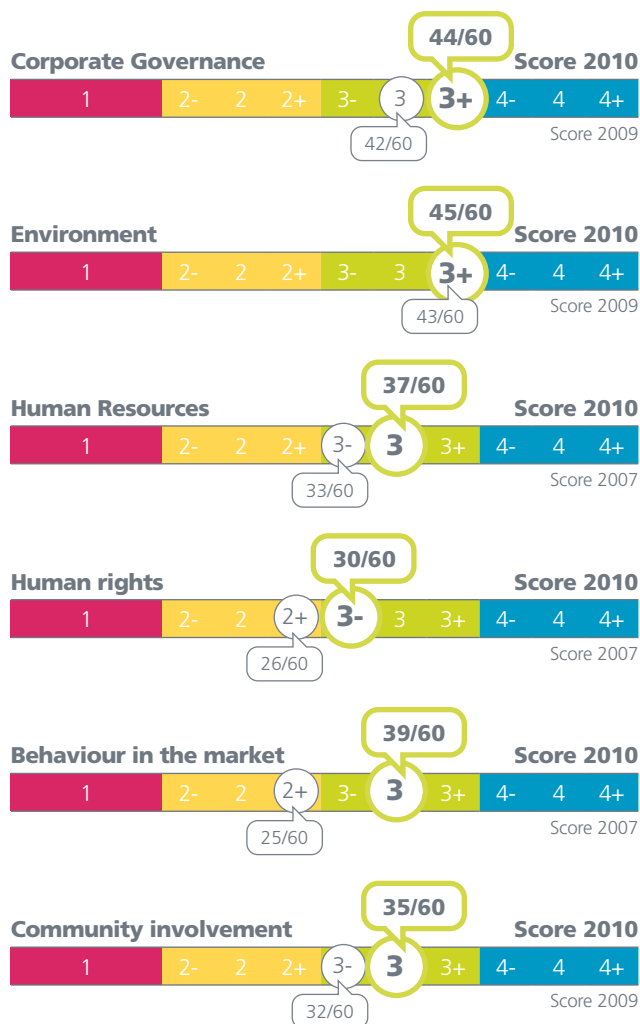 44/60
Corporate Governance Score 2010
1 2- 2 2+ 3- 3 3+ 4- 4 4+
42/60 Score 2009
45/60
Environment Score 2010
1 2- 2 2+ 3- 3 3+ 4- 4 4+
43/60 Score 2009
37/60
Human Resources Score 2010
1 2- 2 2+ 3- 3 3+ 4- 4 4+
33/60 Score 2007
30/60
Human rights Score 2010
1 2- 2 2+ 3- 3 3+ 4- 4 4+
26/60 Score 2007
39/60
Behaviour in the market Score 2010
1 2- 2 2+ 3- 3 3+ 4- 4 4+
25/60 Score 2007
35/60
Community involvement Score 2010
1 2- 2 2+ 3- 3 3+ 4- 4 4+
32/60 Score 2009